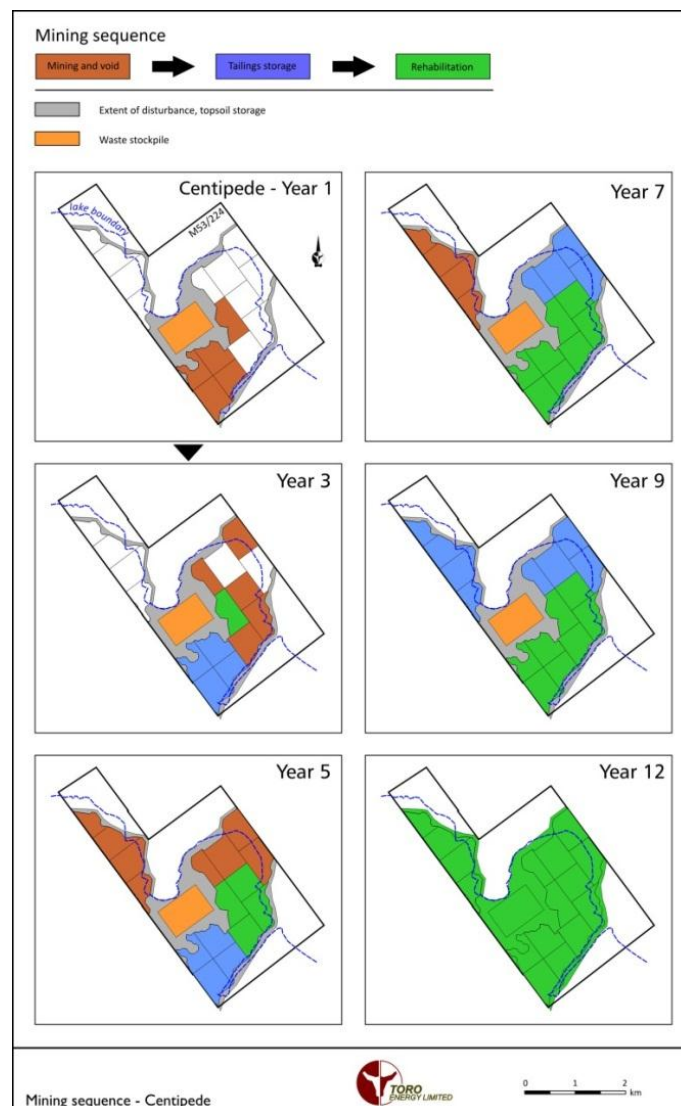 Mining sequence
Mining and void
Tailings storage
Rehabilitation
Extent of disturbance, topsoil storage
Waste stockpile
Centipede - Year 1
lake boundary
M53/224
Year 7
Year 3
Year 9
Year 5
Year 12
Mining sequence - Centipede
TORO
ENERGY LIMITED
0 1 2
km